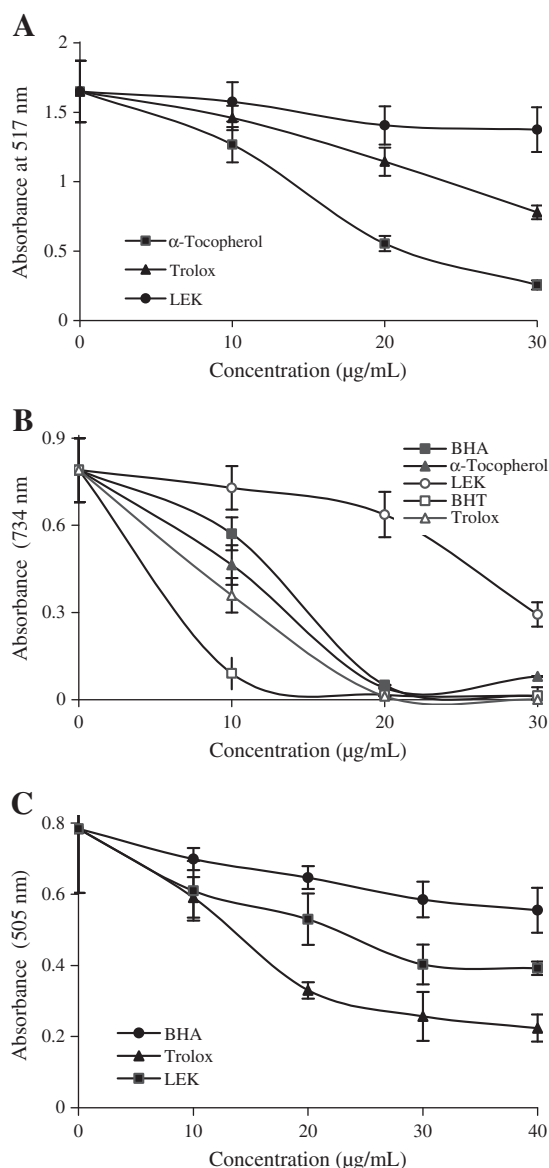 A
2
1.5
1
0.5
0
Absorbance at 517 nm
α-Tocopherol
Trolox
LEK
0 10 20 30
Concentration (μg/mL)
B
0.9
0.6
0.3
0
Absorbance (734 nm
BHA
α-Tocopherol
LEK
BHT
Trolox
0 10 20 30
Concentration (μg/mL)
C
0.8
0.6
0.4
0.2
0
Absorbance (505 nm)
BHA
Trolox
LEK
0 10 20 30 40
Concentration (μg/mL)